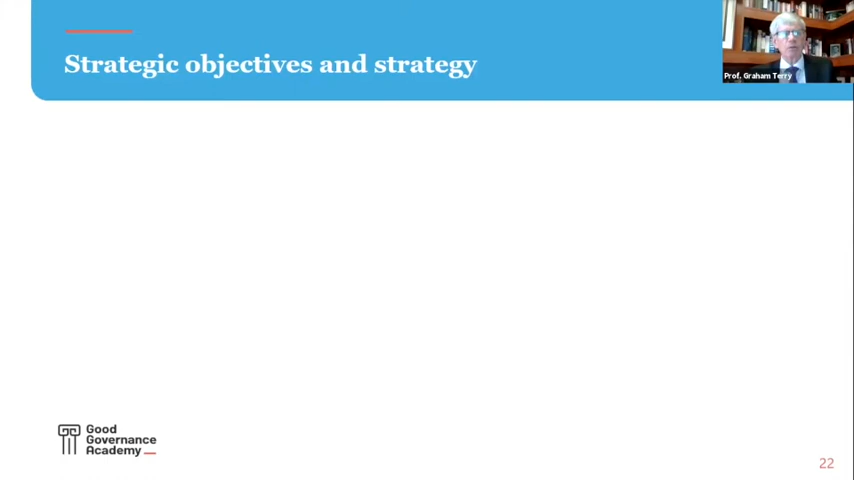 Strategic objectives and strategy
Prof. Graham Terry
Good
Governance
Academy
22